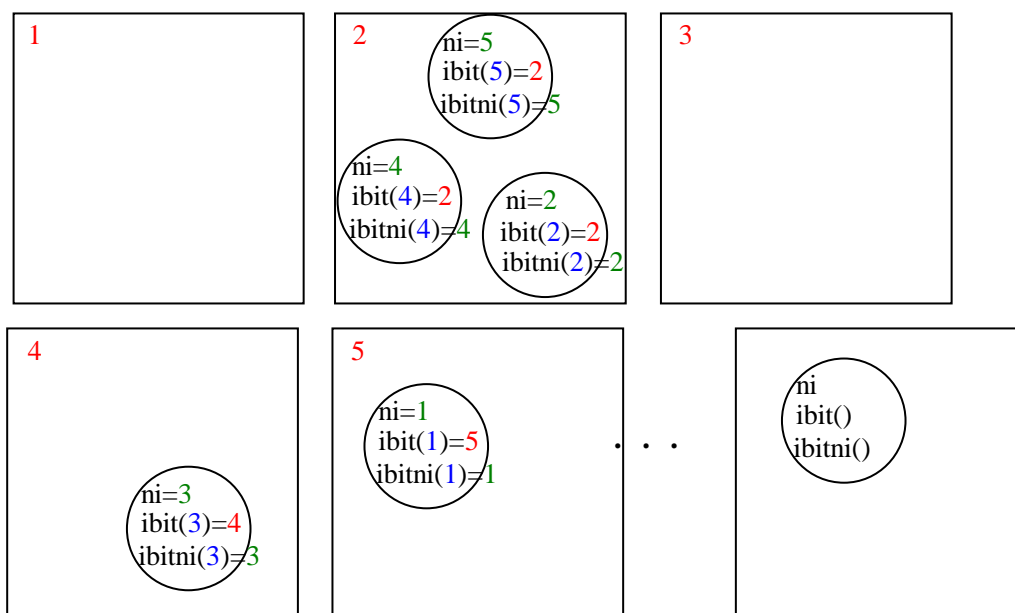 1
2
ni=5
ibit(5)=2
ibitni(5)=5
ni=4
ibit(4)=2
ibitni(4)=4
ni=2
ibit(2)=2
ibitni(2)=2
3
4
ni=3
ibit(3)=4
ibitni(3)=3
5
ni=1
ibit(1)=5
ibitni(1)=1
. . .
ni
ibit()
ibitni()